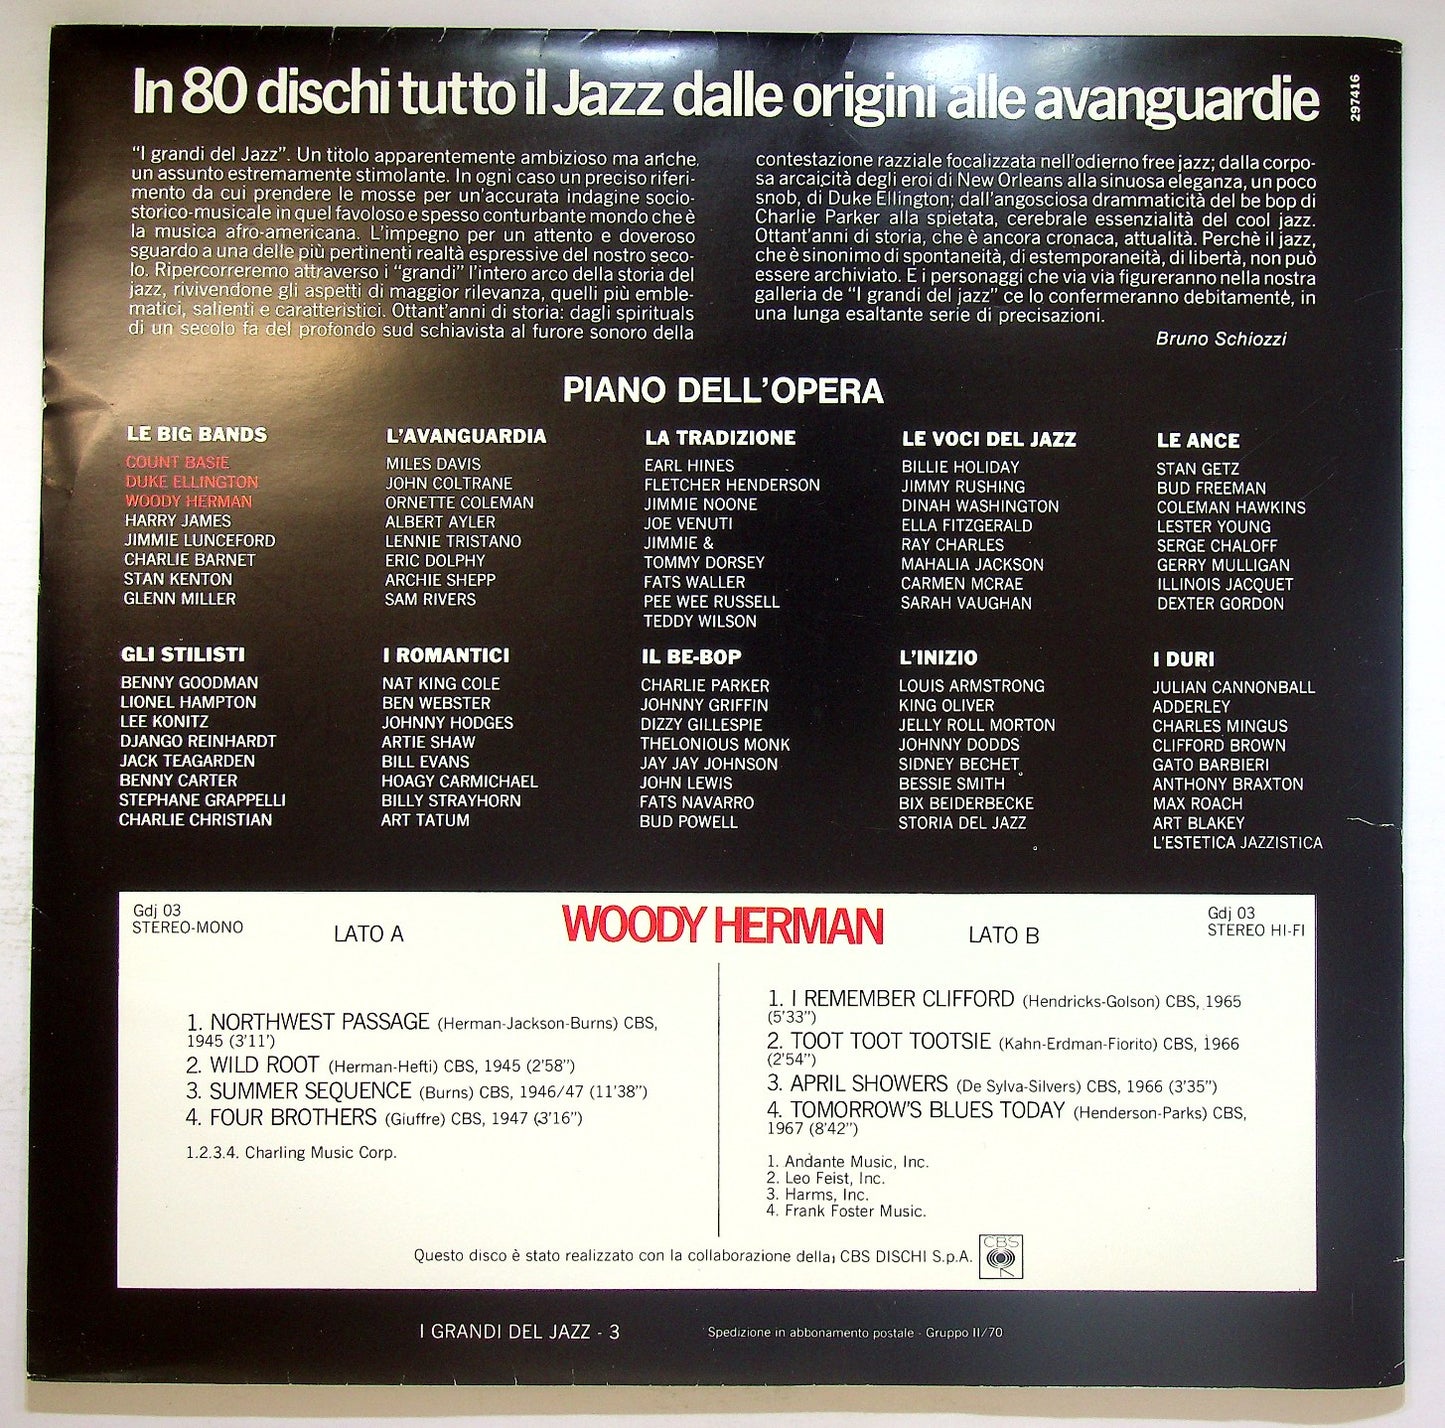 In 80 dischi tutto il Jazz dalle origini alle avanguardie
297416
“I grandi del Jazz”. Un titolo apparentemente ambizioso ma anche,
un assunto estremamente stimolante. In ogni caso un preciso riferi-
mento da cui prendere le mosse per un'accurata indagine socio-
storico-musicale in quel favoloso e spesso conturbante mondo che è
la musica afro-americana. L'impegno per un attento e doveroso
sguardo a una delle più pertinenti realtà espressive del nostro seco-
lo. Ripercorreremo attraverso i “grandi” l'intero arco della storia del
jazz, rivivendone gli aspetti di maggior rilevanza, quelli più emble-
matici, salienti e caratteristici. Ottant'anni di storia: dagli spirituals
di un secolo fa del profondo sud schiavista al furore sonoro della
contestazione razziale focalizzata nell'odierno free jazz; dalla corpo-
sa arcaicità degli eroi di New Orleans alla sinuosa eleganza, un poco
snob, di Duke Ellington; dall'angosciosa drammaticità del be bop di
Charlie Parker alla spietata, cerebrale essenzialità del cool jazz.
Ottant'anni di storia, che è ancora cronaca, attualità. Perchè il jazz,
che è sinonimo di spontaneità, di estemporaneità, di libertà, non può
essere archiviato. E i personaggi che via via figureranno nella nostra
galleria de “I grandi del jazz” ce lo confermeranno debitamente, in
una lunga esaltante serie di precisazioni.
Bruno Schiozzi
PIANO DELL'OPERA
LE BIG BANDS
COUNT BASIE
DUKE ELLINGTON
WOODY HERMAN
HARRY JAMES
JIMMIE LUNCEFORD
CHARLIE BARNET
STAN KENTON
GLENN MILLER
L'AVANGUARDIA
MILES DAVIS
JOHN COLTRANE
ORNETTE COLEMAN
ALBERT AYLER
LENNIE TRISTANO
ERIC DOLPHY
ARCHIE SHEPP
SAM RIVERS
LA TRADIZIONE
EARL HINES
FLETCHER HENDERSON
JIMMIE NOONE
JOE VENUTI
JIMMIE &
TOMMY DORSEY
FATS WALLER
PEE WEE RUSSELL
TEDDY WILSON
LE VOCI DEL JAZZ
BILLIE HOLIDAY
JIMMY RUSHING
DINAH WASHINGTON
ELLA FITZGERALD
RAY CHARLES
MAHALIA JACKSON
CARMEN MCRAE
SARAH VAUGHAN
LE ANCE
STAN GETZ
BUD FREEMAN
COLEMAN HAWKINS
LESTER YOUNG
SERGE CHALOFF
GERRY MULLIGAN
ILLINOIS JACQUET
DEXTER GORDON
GLI STILISTI
BENNY GOODMAN
LIONEL HAMPTON
LEE KONITZ
DJANGO REINHARDT
JACK TEAGARDEN
BENNY CARTER
STEPHANE GRAPPELLI
CHARLIE CHRISTIAN
I ROMANTICI
NAT KING COLE
BEN WEBSTER
JOHNNY HODGES
ARTIE SHAW
BILL EVANS
HOAGY CARMICHAEL
BILLY STRAYHORN
ART TATUM
IL BE-BOP
CHARLIE PARKER
JOHNNY GRIFFIN
DIZZY GILLESPIE
THELONIOUS MONK
JAY JAY JOHNSON
JOHN LEWIS
FATS NAVARRO
BUD POWELL
L'INIZIO
LOUIS ARMSTRONG
KING OLIVER
JELLY ROLL MORTON
JOHNNY DODDS
SIDNEY BECHET
BESSIE SMITH
BIX BEIDERBECKE
STORIA DEL JAZZ
I DURI
JULIAN CANNONBALL
ADDERLEY
CHARLES MINGUS
CLIFFORD BROWN
GATO BARBIERI
ANTHONY BRAXTON
MAX ROACH
ART BLAKEY
L'ESTETICA JAZZISTICA
Gdj 03
STEREO-MONO
LATO A
WOODY HERMAN
LATO B
Gdj 03
STEREO HI-FI
1. NORTHWEST PASSAGE (Herman-Jackson-Burns) CBS,
1945 (3'11')
2. WILD ROOT (Herman-Hefti) CBS, 1945 (2'58”)
3. SUMMER SEQUENCE (Burns) CBS, 1946/47 (11'38”)
4. FOUR BROTHERS (Giuffre) CBS, 1947 (3'16”)
1.2.3.4. Charling Music Corp.
1. I REMEMBER CLIFFORD (Hendricks-Golson) CBS, 1965
(5'33”)
2. TOOT TOOT TOOTSIE (Kahn-Erdman-Fiorito) CBS, 1966
(2'54”)
3. APRIL SHOWERS (De Sylva-Silvers) CBS, 1966 (3'35”)
4. TOMORROW'S BLUES TODAY (Henderson-Parks) CBS,
1967 (8'42”)
1. Andante Music, Inc.
2. Leo Feist, Inc.
3. Harms, Inc.
4. Frank Foster Music.
Questo disco è stato realizzato con la collaborazione della, CBS DISCHI S.p.A.
CBS
I GRANDI DEL JAZZ - 3
Spedizione in abbonamento postale - Gruppo II/70